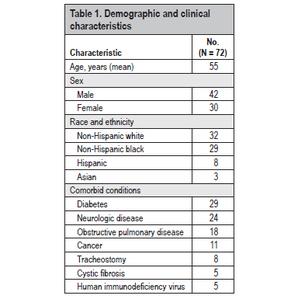 Table 1. Demographic and clinical
characteristics
No.
Characteristic (N = 72)
Age, years (mean) 55
Sex
Male 42
Female 30
Race and ethnicity
Non-Hispanic white 32
Non-Hispanic black 29
Hispanic 8
Asian 3
Comorbid conditions
Diabetes 29
Neurologic disease 24
Obstructive pulmonary disease 18
Cancer 11
Tracheostomy 8
Cystic fibrosis 5
Human immunodeficiency virus 5